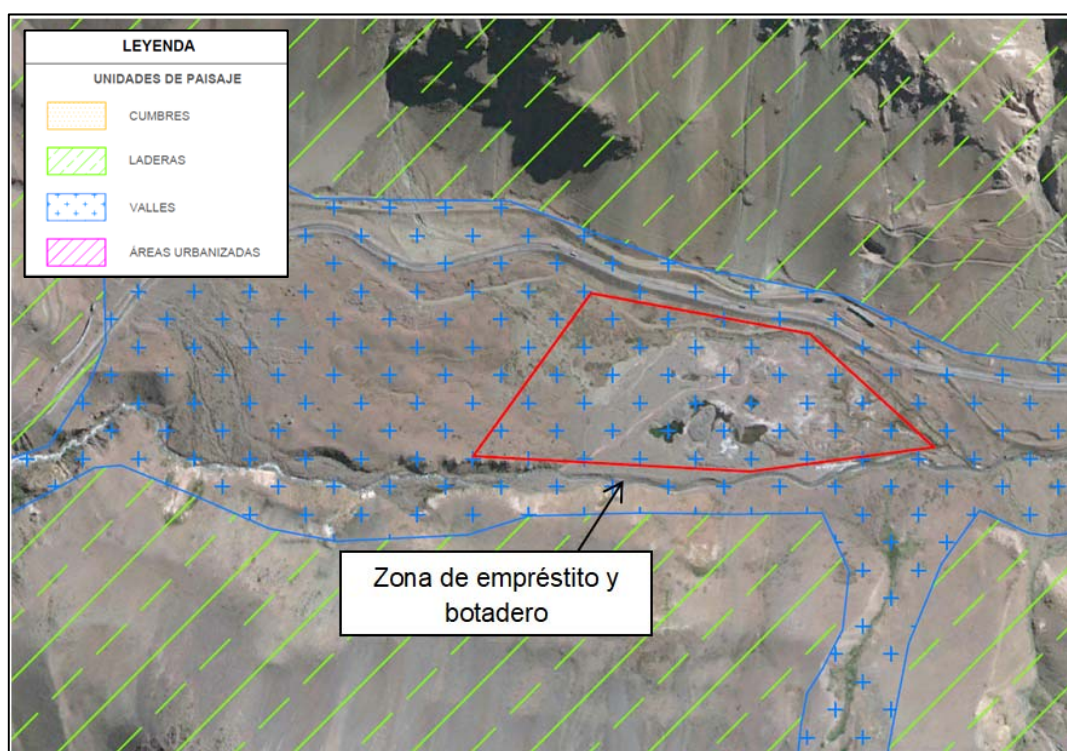 LEYENDA
UNIDADES DE PAISAJE
CUMBRES
LADERAS
VALLES
ÁREAS URBANIZADAS
Zona de empréstito y
botadero